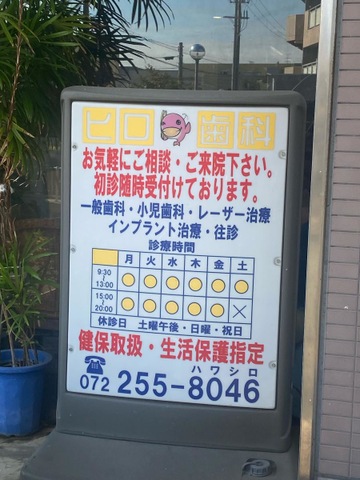 ヒロ歯科
お気軽にご相談・ご来院下さい。
初診随時受付けております。
一般歯科・小児歯科・レーザー治療
インプラント治療・往診
診療時間
月 火 水 木 金 土
9:30/13:00 ○ ○ ○ ○ ○ ○
15:00/20:00 ○ ○ ○ ○ ○ ×
休診日 土曜午後・日曜・祝日
健保取扱・生活保護指定
ハワシロ
☎072 255-8046